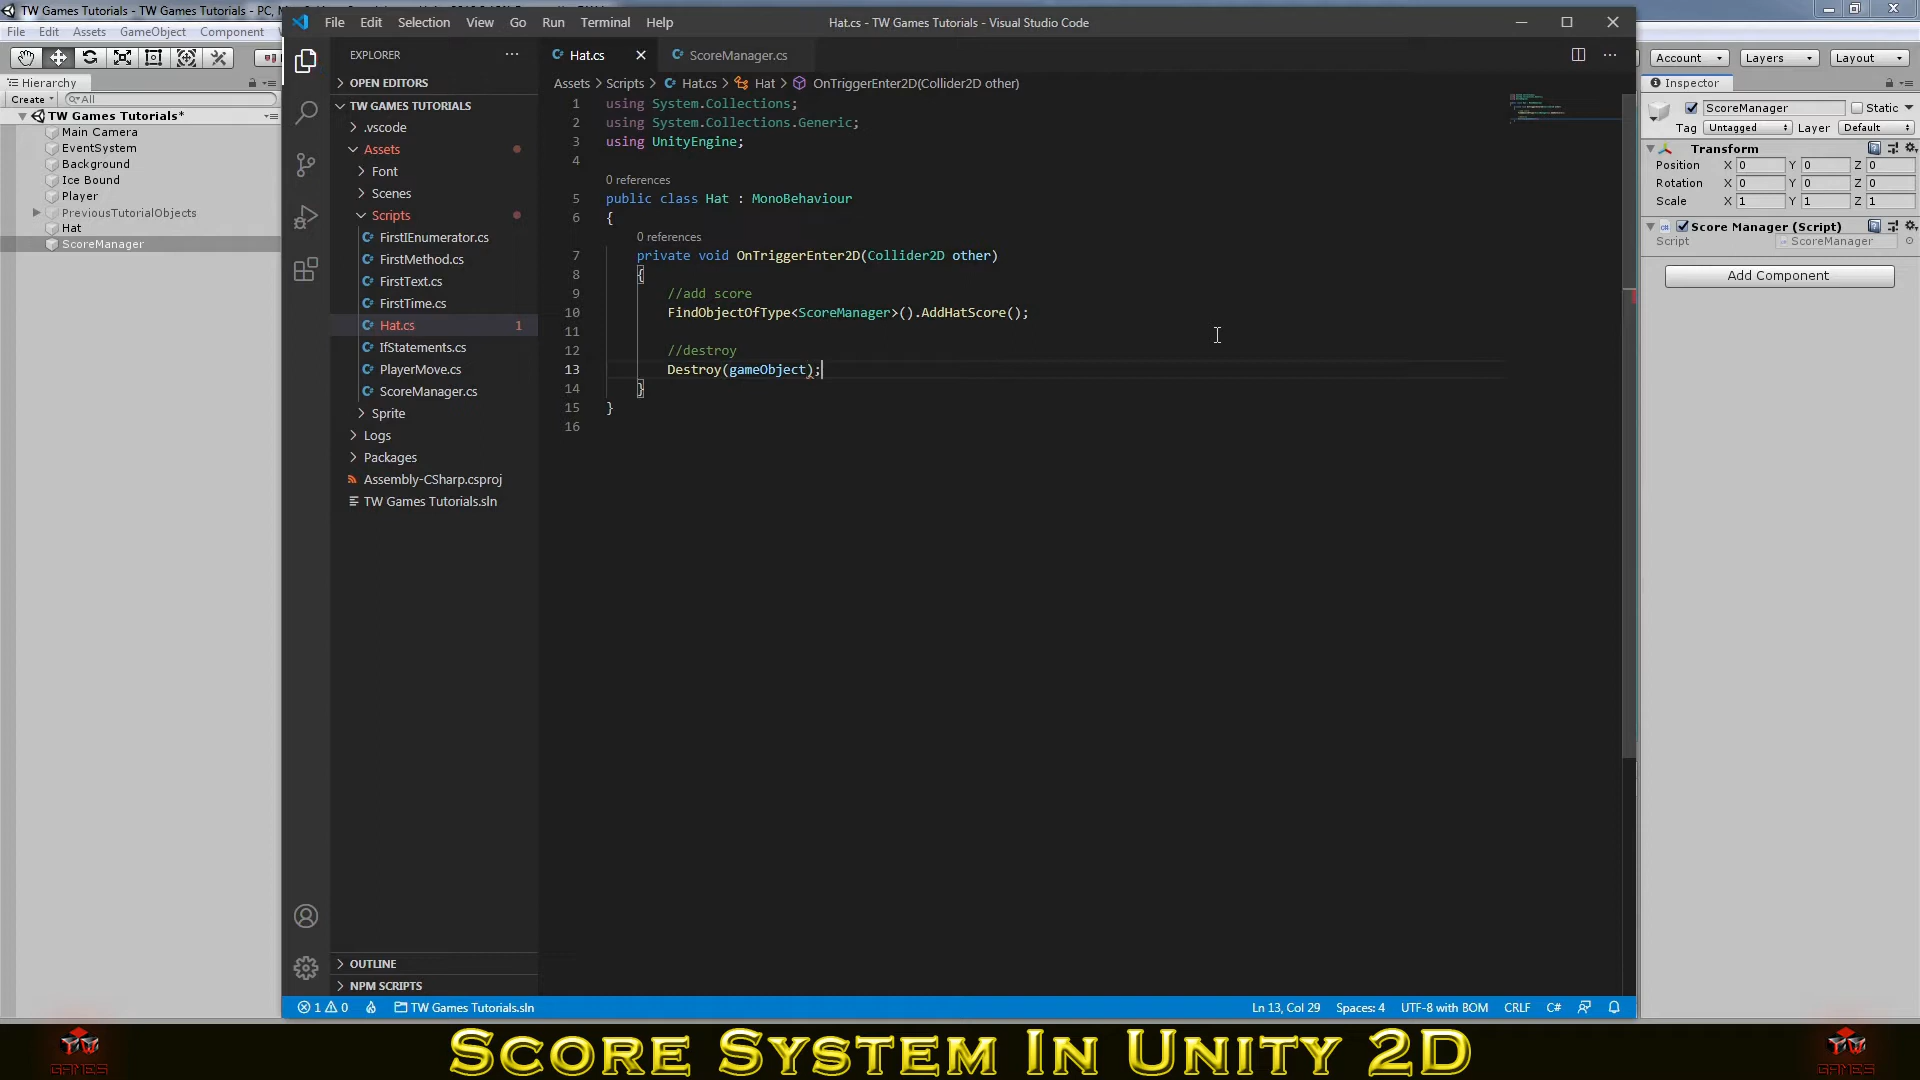 TW Games Tutorials - TW Games Tutorials - PC,
File Edit Assets GameObject Component
Hierarchy
Create All
TW Games Tutorials*
Main Camera
EventSystem
Background
Ice Bound
Player
PreviousTutorialObjects
Hat
ScoreManager
File Edit Selection View Go Run Terminal Help
Hat.cs - TW Games Tutorials - Visual Studio Code
EXPLORER
OPEN EDITORS
TW GAMES TUTORIALS
.vscode
Assets
Font
Scenes
Scripts
FirstIEnumerator.cs
FirstMethod.cs
FirstText.cs
FirstTime.cs
Hat.cs 1
IfStatements.cs
PlayerMove.cs
ScoreManager.cs
Sprite
Logs
Packages
Assembly-CSharp.csproj
TW Games Tutorials.sln
OUTLINE
NPM SCRIPTS
Hat.cs ScoreManager.cs
Assets > Scripts > Hat.cs > Hat > OnTriggerEnter2D(Collider2D other)
1 using System.Collections;
2 using System.Collections.Generic;
3 using UnityEngine;
4
0 references
5 public class Hat : MonoBehaviour
6 {
0 references
7 private void OnTriggerEnter2D(Collider2D other)
8 {
9 //add score
10 FindObjectOfType<ScoreManager>().AddHatScore();
11
12 //destroy
13 Destroy(gameObject);
14 }
15 }
16
1 0 TW Games Tutorials.sln Ln 13, Col 29 Spaces: 4 UTF-8 with BOM CRLF C#
Account Layers Layout
Inspector
ScoreManager Static
Tag Untagged Layer Default
Transform
Position X 0 Y 0 Z 0
Rotation X 0 Y 0 Z 0
Scale X 1 Y 1 Z 1
Score Manager (Script)
Script ScoreManager
Add Component
TW GAMES Score System In Unity 2D TW GAMES